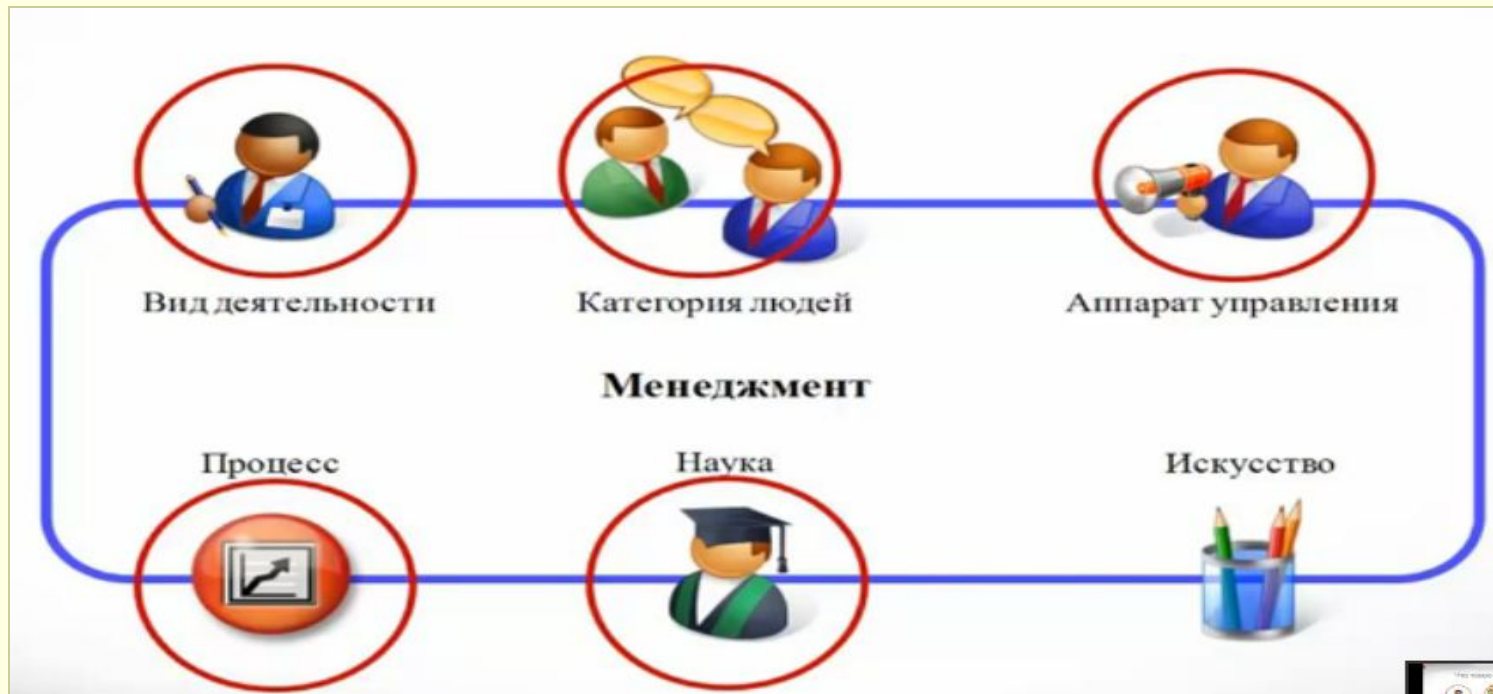 Вид деятельности
Категория людей
Аппарат управления
Менеджмент
Процесс
Наука
Искусство